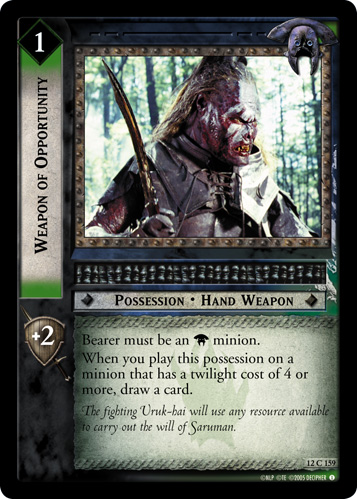 1
WEAPON OF OPPORTUNITY
POSSESSION • HAND WEAPON
+2
Bearer must be an minion.
When you play this possession on a
minion that has a twilight cost of 4 or
more, draw a card.
The fighting Uruk-hai will use any resource available
to carry out the will of Saruman.
12 C 159
©NLP ©TE ©2005 DECIPHER